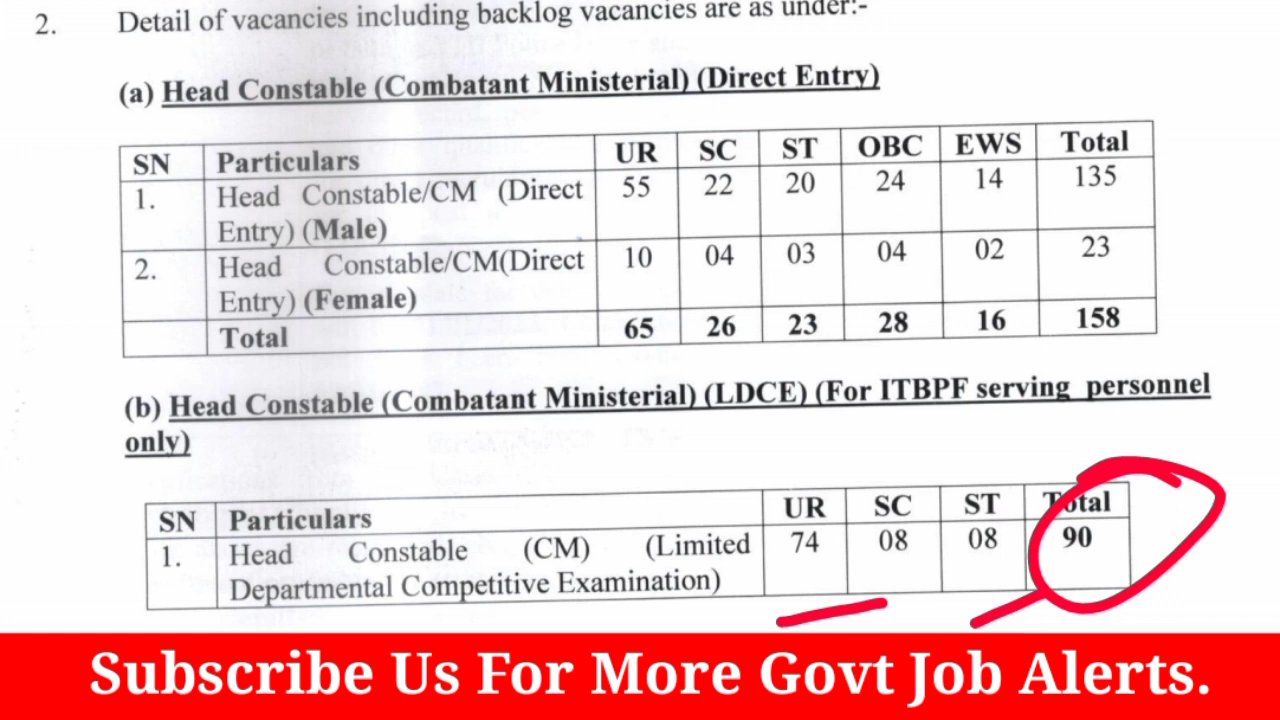 2. Detail of vacancies including backlog vacancies are as under:-
(a) Head Constable (Combatant Ministerial) (Direct Entry)
SN Particulars UR SC ST OBC EWS Total
1. Head Constable/CM (Direct 55 22 20 24 14 135
Entry) (Male)
2. Head Constable/CM(Direct 10 04 03 04 02 23
Entry) (Female)
Total 65 26 23 28 16 158
(b) Head Constable (Combatant Ministerial) (LDCE) (For ITBPF serving personnel
only)
SN Particulars UR SC ST Total
1. Head Constable (CM) (Limited 74 08 08 90
Departmental Competitive Examination)
Subscribe Us For More Govt Job Alerts.